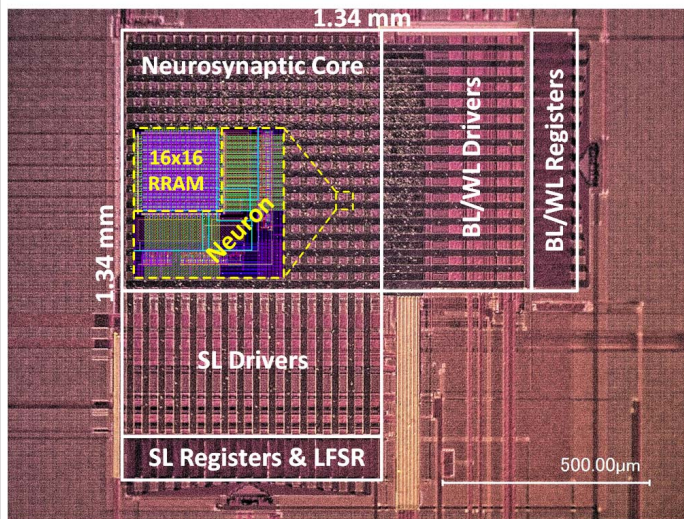 1.34 mm
Neurosynaptic Core
BL/WL Drivers
BL/WL Registers
16x16
RRAM
Neuron
1.34 mm
SL Drivers
SL Registers & LFSR
500.00μm